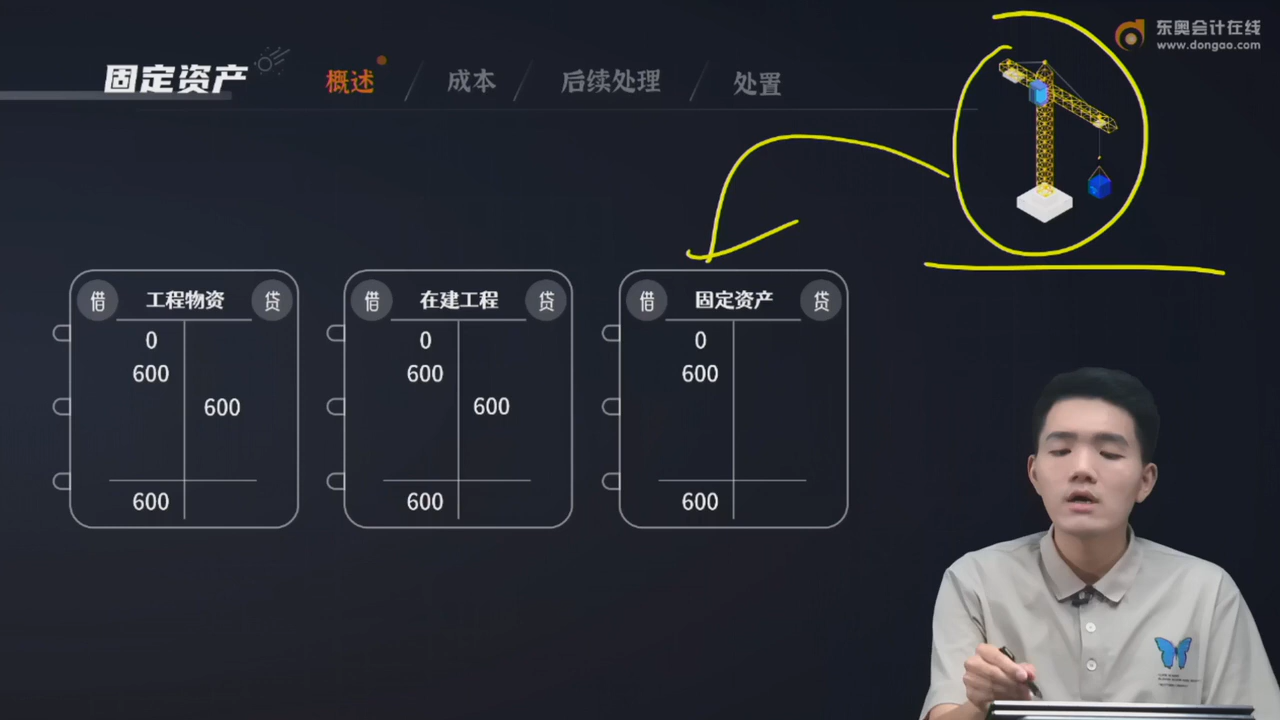 东奥会计在线
www.dongao.com
固定资产
概述 成本 后续处理 处置
借 工程物资 贷
0
600
600
600
借 在建工程 贷
0
600
600
600
借 固定资产 贷
0
600
600